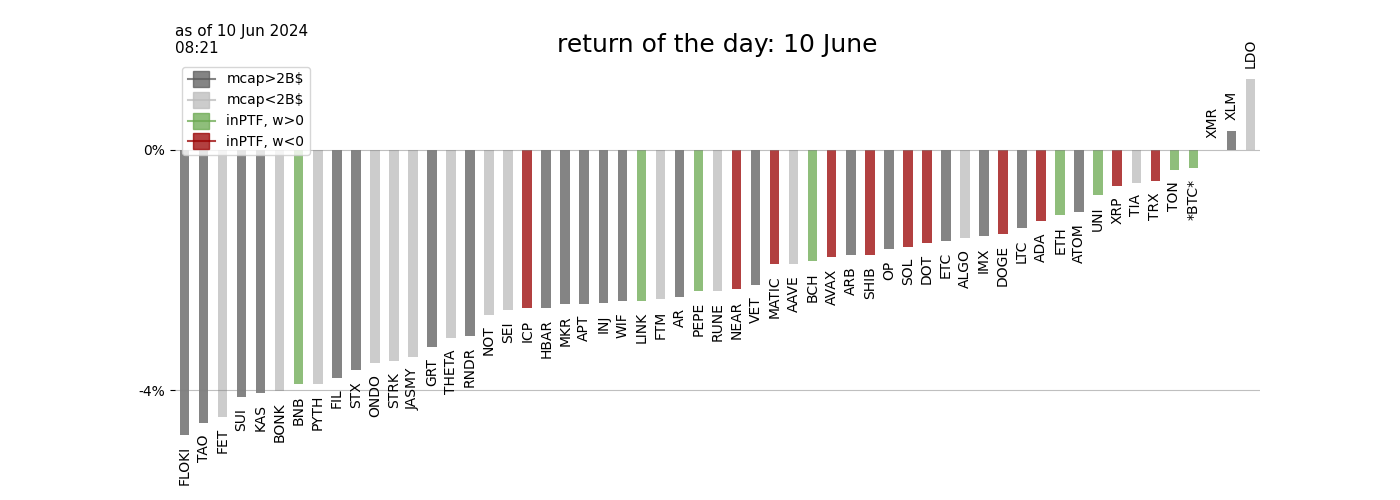 as of 10 Jun 2024
08:21
return of the day: 10 June
mcap>2B$
mcap<2B$
inPTF, w>0
inPTF, w<0
0%
-4%
FLOKI
TAO
FET
SUI
KAS
BONK
BNB
PYTH
FIL
STX
ONDO
STRK
JASMY
GRT
THETA
RNDR
NOT
SEI
ICP
HBAR
MKR
APT
INJ
WIF
LINK
FTM
AR
PEPE
RUNE
NEAR
VET
MATIC
AAVE
BCH
AVAX
ARB
SHIB
OP
SOL
DOT
ETC
ALGO
IMX
DOGE
LTC
ADA
ETH
ATOM
UNI
XRP
TIA
TRX
TON
*BTC*
XMR
XLM
LDO